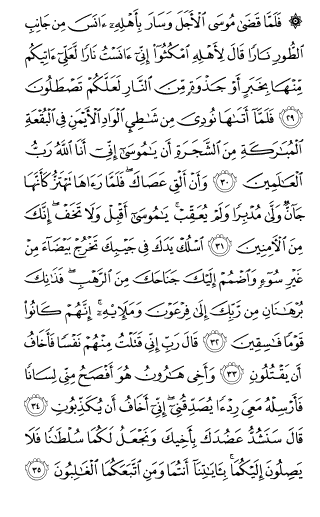 ۞ فَلَمَّا قَضَىٰ مُوسَى ٱلْأَجَلَ وَسَارَ بِأَهْلِهِۦٓ ءَانَسَ مِن جَانِبِ
ٱلطُّورِ نَارًا قَالَ لِأَهْلِهِ ٱمْكُثُوٓا۟ إِنِّىٓ ءَانَسْتُ نَارًا لَّعَلِّىٓ ءَاتِيكُم
مِّنْهَا بِخَبَرٍ أَوْ جَذْوَةٍ مِّنَ ٱلنَّارِ لَعَلَّكُمْ تَصْطَلُونَ
﴿٢٩﴾ فَلَمَّآ أَتَىٰهَا نُودِىَ مِن شَٰطِئِ ٱلْوَادِ ٱلْأَيْمَنِ فِى ٱلْبُقْعَةِ
ٱلْمُبَٰرَكَةِ مِنَ ٱلشَّجَرَةِ أَن يَٰمُوسَىٰٓ إِنِّىٓ أَنَا ٱللَّهُ رَبُّ
ٱلْعَٰلَمِينَ ﴿٣٠﴾ وَأَنْ أَلْقِ عَصَاكَ ۖ فَلَمَّا رَءَاهَا تَهْتَزُّ كَأَنَّهَا
جَآنٌّ وَلَّىٰ مُدْبِرًا وَلَمْ يُعَقِّبْ ۚ يَٰمُوسَىٰٓ أَقْبِلْ وَلَا تَخَفْ ۖ إِنَّكَ
مِنَ ٱلْءَامِنِينَ ﴿٣١﴾ ٱسْلُكْ يَدَكَ فِى جَيْبِكَ تَخْرُجْ بَيْضَآءَ مِنْ
غَيْرِ سُوٓءٍ وَٱضْمُمْ إِلَيْكَ جَنَاحَكَ مِنَ ٱلرَّهْبِ ۖ فَذَٰنِكَ
بُرْهَٰنَانِ مِن رَّبِّكَ إِلَىٰ فِرْعَوْنَ وَمَلَإِي۟هِۦٓ ۚ إِنَّهُمْ كَانُوا۟
قَوْمًا فَٰسِقِينَ ﴿٣٢﴾ قَالَ رَبِّ إِنِّى قَتَلْتُ مِنْهُمْ نَفْسًا فَأَخَافُ
أَن يَقْتُلُونِ ﴿٣٣﴾ وَأَخِى هَٰرُونُ هُوَ أَفْصَحُ مِنِّى لِسَانًا
فَأَرْسِلْهُ مَعِىَ رِدْءًا يُصَدِّقُنِىٓ ۖ إِنِّىٓ أَخَافُ أَن يُكَذِّبُونِ ﴿٣٤﴾
قَالَ سَنَشُدُّ عَضُدَكَ بِأَخِيكَ وَنَجْعَلُ لَكُمَا سُلْطَٰنًا فَلَا
يَصِلُونَ إِلَيْكُمَا ۚ بِـَٔايَٰتِنَآ أَنتُمَا وَمَنِ ٱتَّبَعَكُمَا ٱلْغَٰلِبُونَ ﴿٣٥﴾